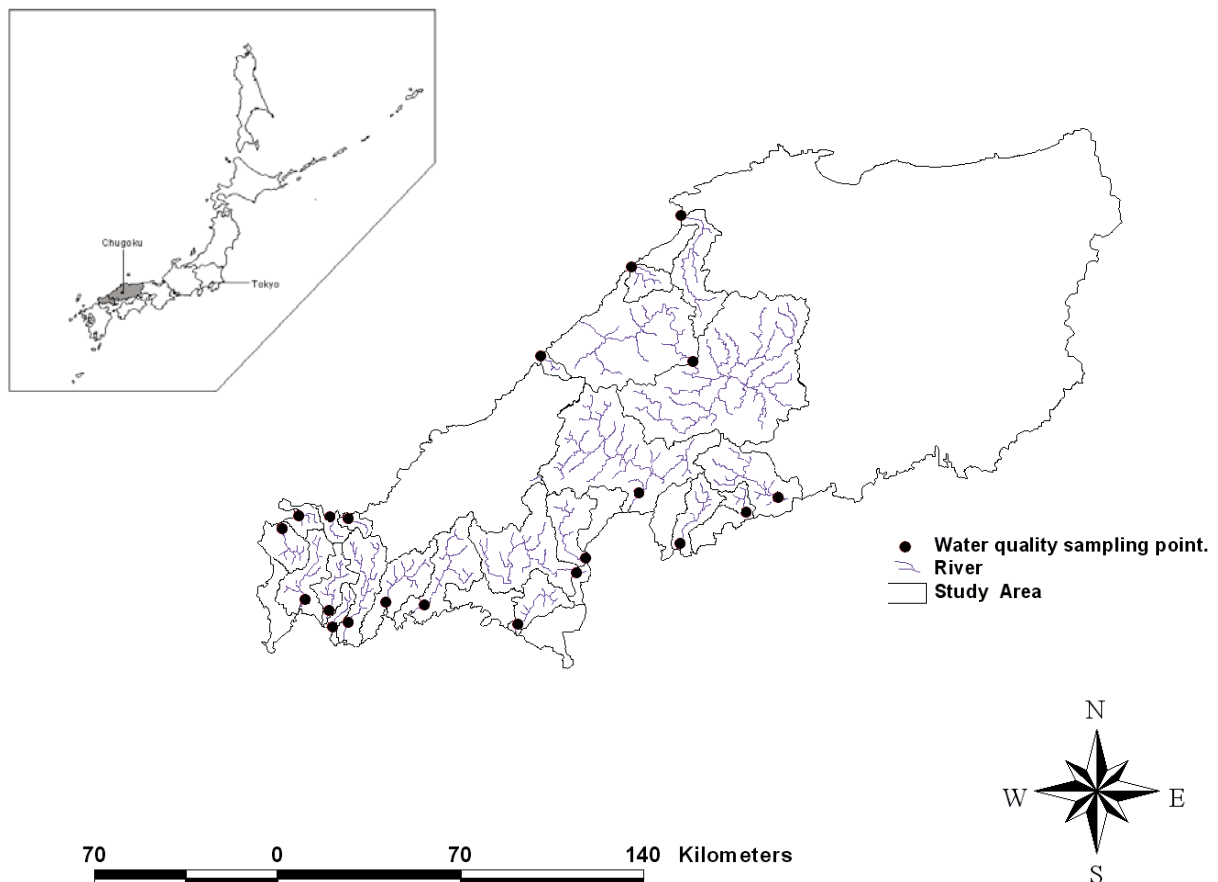 Chugoku
Tokyo
Water quality sampling point.
River
Study Area
N
W E
S
70 0 70 140 Kilometers